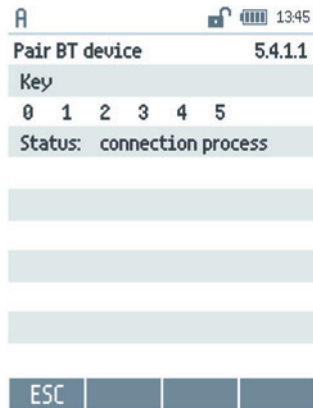 A 13:45
Pair BT device 5.4.1.1
Key
0 1 2 3 4 5
Status: connection process
ESC